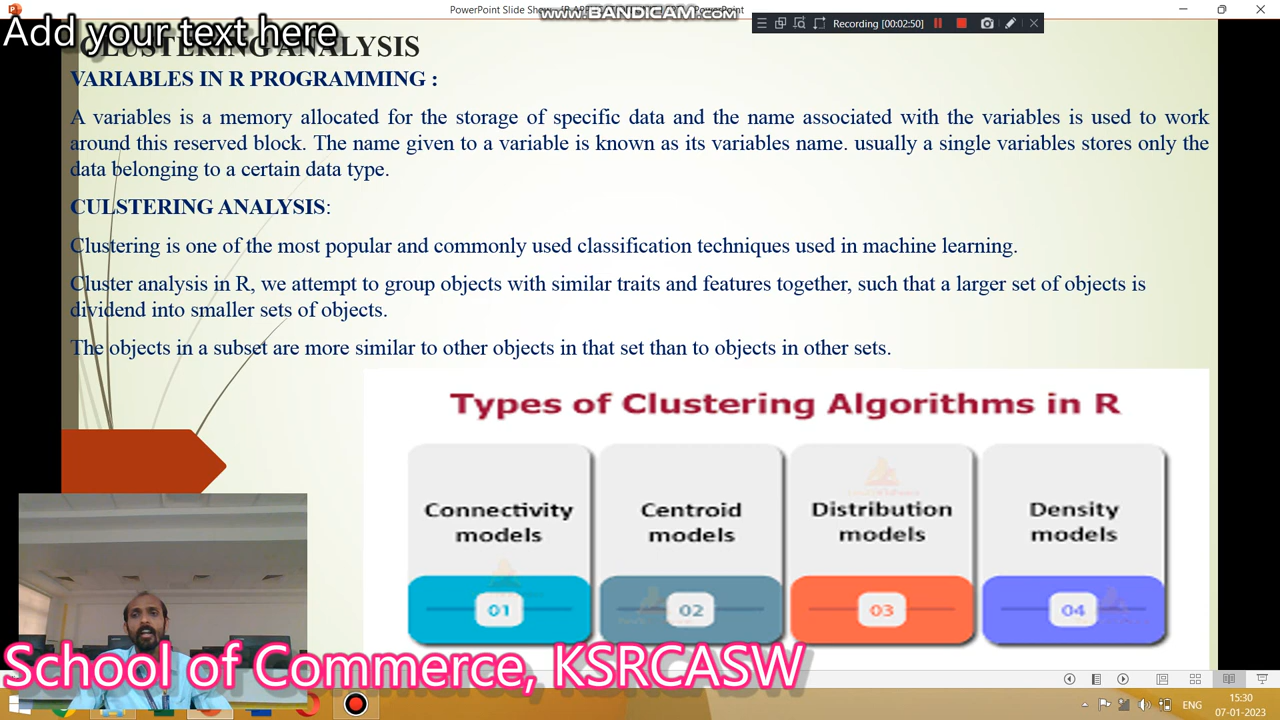 PowerPoint Slide Show
PowerPoint
www.BANDICAM.com
Recording [00:02:50]
Add your text here
CLUSTERING ANALYSIS
VARIABLES IN R PROGRAMMING :
A variables is a memory allocated for the storage of specific data and the name associated with the variables is used to work
around this reserved block. The name given to a variable is known as its variables name. usually a single variables stores only the
data belonging to a certain data type.
CULSTERING ANALYSIS:
Clustering is one of the most popular and commonly used classification techniques used in machine learning.
Cluster analysis in R, we attempt to group objects with similar traits and features together, such that a larger set of objects is
dividend into smaller sets of objects.
The objects in a subset are more similar to other objects in that set than to objects in other sets.
Types of Clustering Algorithms in R
Connectivity
models
01
Centroid
models
02
Distribution
models
03
Density
models
04
School of Commerce, KSRCASW
ENG
15:30
07-01-2023